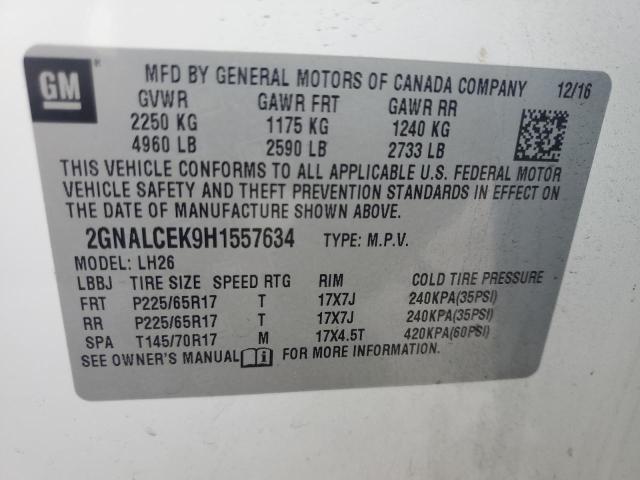 GM ®
MFD BY GENERAL MOTORS OF CANADA COMPANY 12/16
GVWR GAWR FRT GAWR RR
2250 KG 1175 KG 1240 KG
4960 LB 2590 LB 2733 LB
THIS VEHICLE CONFORMS TO ALL APPLICABLE U.S. FEDERAL MOTOR
VEHICLE SAFETY AND THEFT PREVENTION STANDARDS IN EFFECT ON
THE DATE OF MANUFACTURE SHOWN ABOVE.
2GNALCEK9H1557634 TYPE: M.P.V.
MODEL: LH26
LBBJ TIRE SIZE SPEED RTG RIM COLD TIRE PRESSURE
FRT P225/65R17 T 17X7J 240KPA(35PSI)
RR P225/65R17 T 17X7J 240KPA(35PSI)
SPA T145/70R17 M 17X4.5T 420KPA(60PSI)
SEE OWNER'S MANUAL FOR MORE INFORMATION.